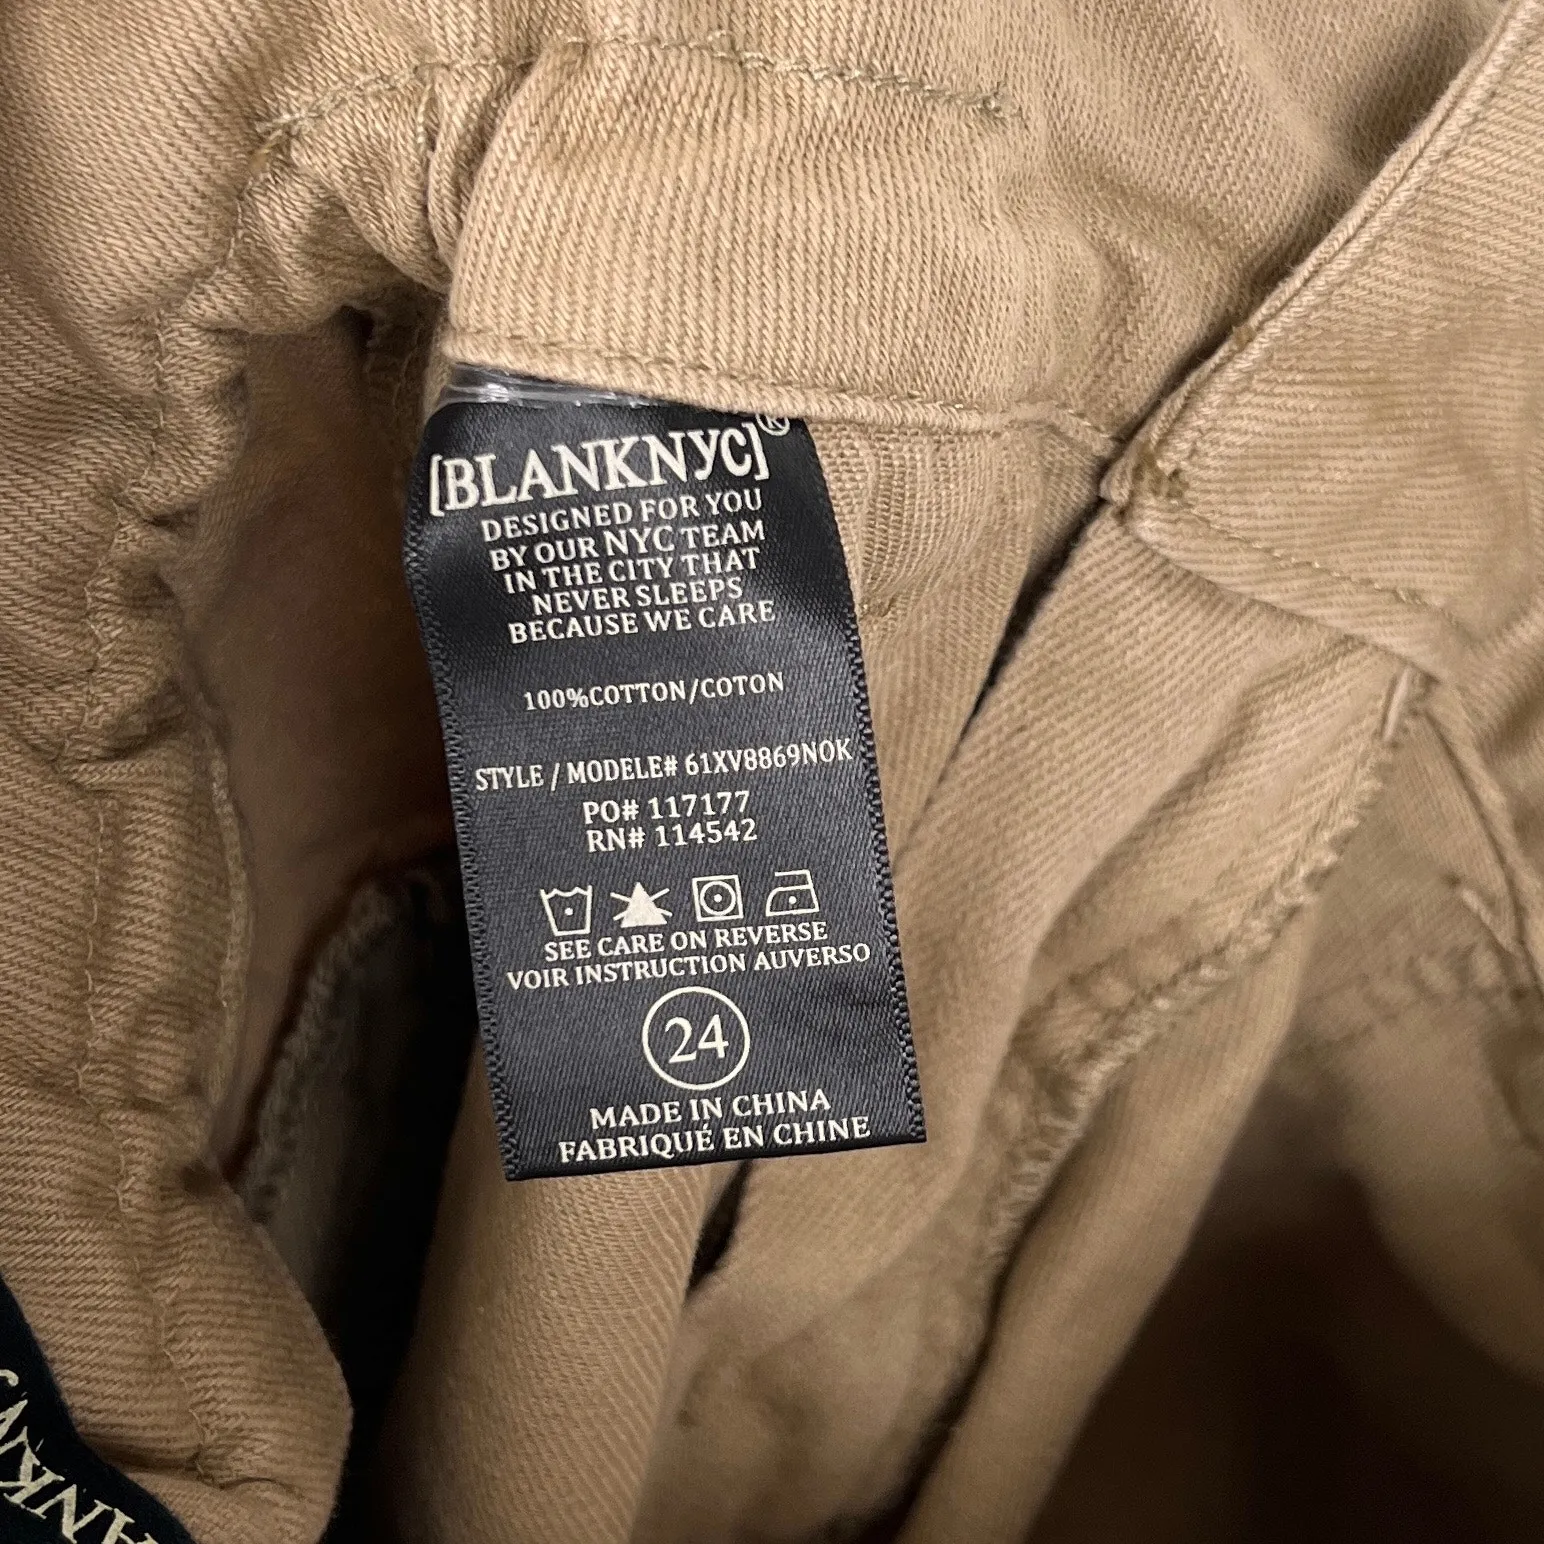 [BLANKNYC]®
DESIGNED FOR YOU
BY OUR NYC TEAM
IN THE CITY THAT
NEVER SLEEPS
BECAUSE WE CARE
100%COTTON/COTON
STYLE / MODELE# 61XV8869NOK
PO# 117177
RN# 114542
SEE CARE ON REVERSE
VOIR INSTRUCTION AUVERSO
24
MADE IN CHINA
FABRIQUÉ EN CHINE